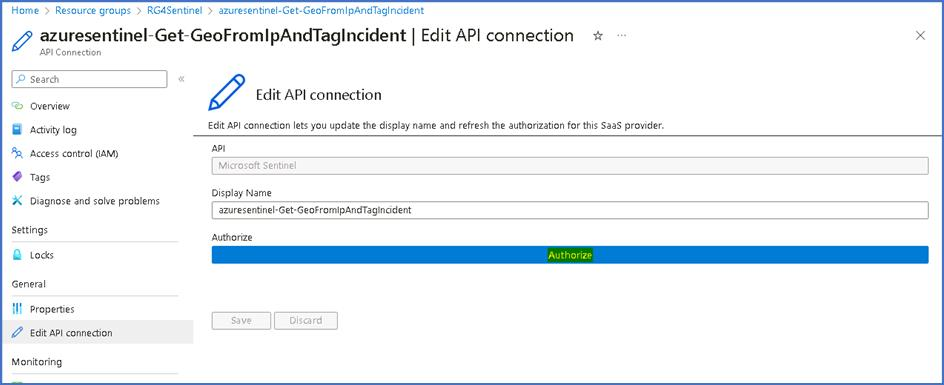 Home > Resource groups > RG4Sentinel > azuresentinel-Get-GeoFromIpAndTagIncident
azuresentinel-Get-GeoFromIpAndTagIncident | Edit API connection ☆ ...
API Connection
Search
Overview
Activity log
Access control (IAM)
Tags
Diagnose and solve problems
Settings
Locks
General
Properties
Edit API connection
Monitoring
Edit API connection
Edit API connection lets you update the display name and refresh the authorization for this SaaS provider.
API
Microsoft Sentinel
Display Name
azuresentinel-Get-GeoFromIpAndTagIncident
Authorize
Authorize
Save Discard